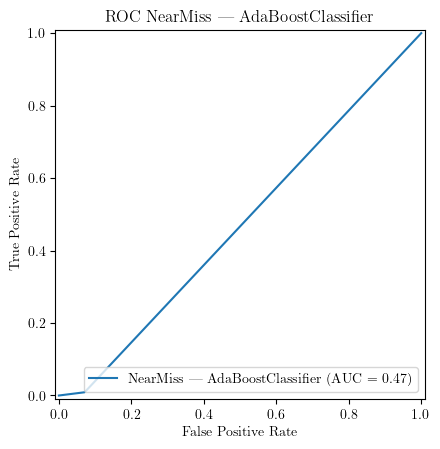 ROC NearMiss — AdaBoostClassifier
True Positive Rate
1.0
0.8
0.6
0.4
0.2
0.0
NearMiss — AdaBoostClassifier (AUC = 0.47)
0.0 0.2 0.4 0.6 0.8 1.0
False Positive Rate